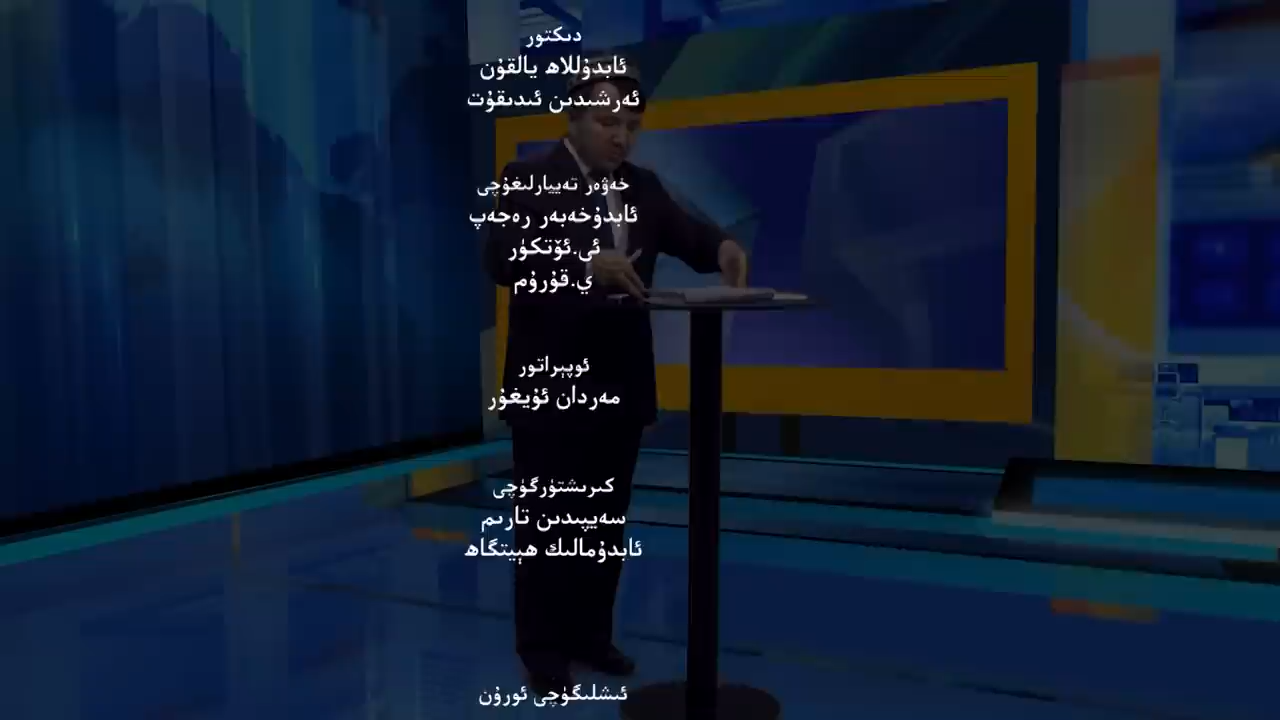 دىكتور
ئابدۇللاھ يالقۇن
ئەرشىدىن ئىدىقۇت
خەۋەر تەييارلىغۇچى
ئابدۇخەبەر رەجەپ
ئى.ئۆتكۈر
ي.قۇرۇم
ئوپېراتور
مەردان ئۇيغۇر
كىرىشتۈرگۈچى
سەيپىدىن تارىم
ئابدۇمالىك ھېيتگاھ
ئىشلىگۈچى ئورۇن